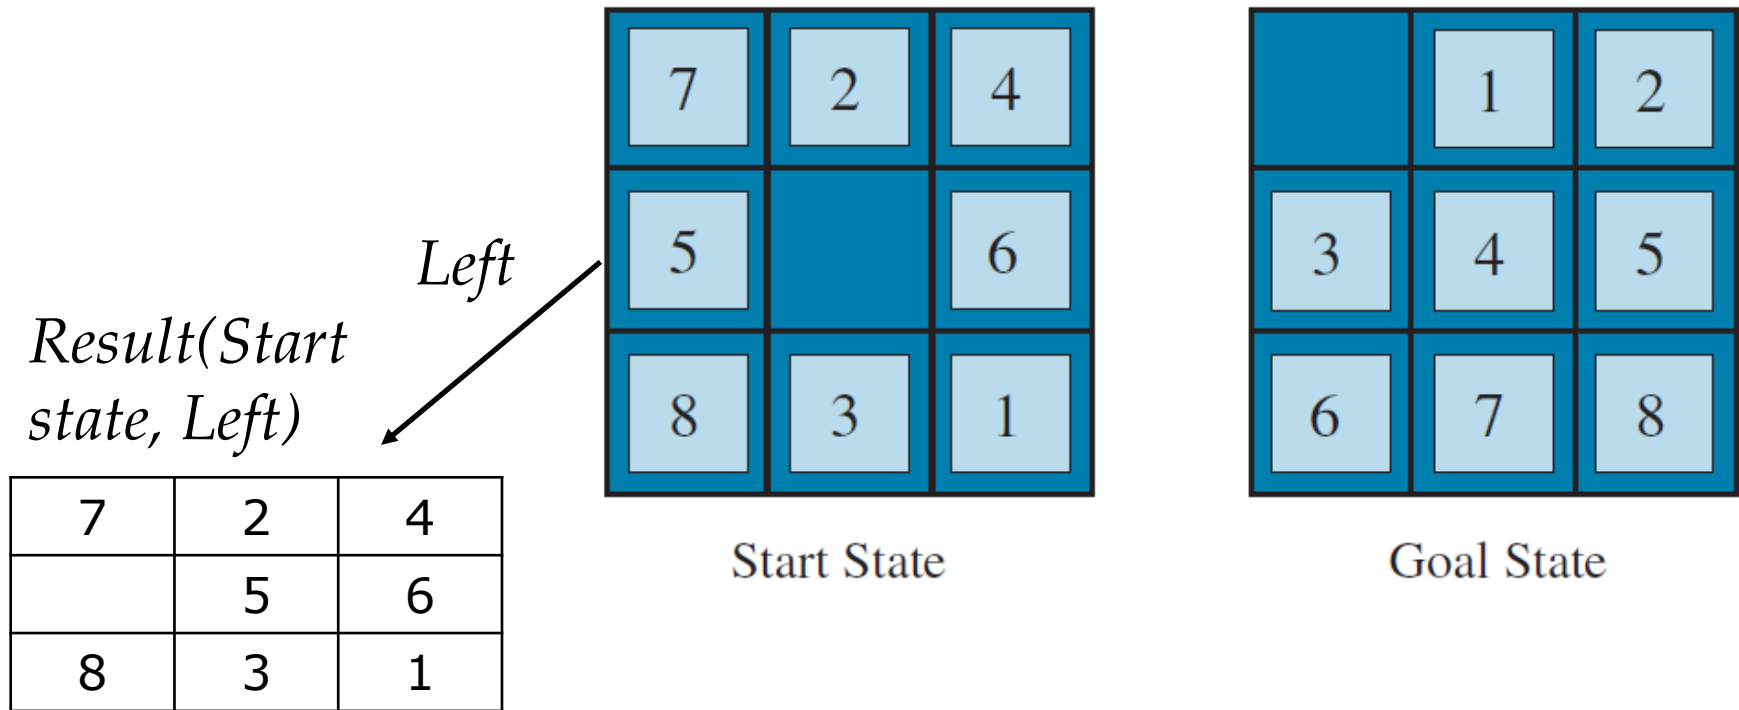 7 2 4
5 6
8 3 1
Start State
1 2
3 4 5
6 7 8
Goal State
Left
Result(Start
state, Left)
7 2 4
5 6
8 3 1